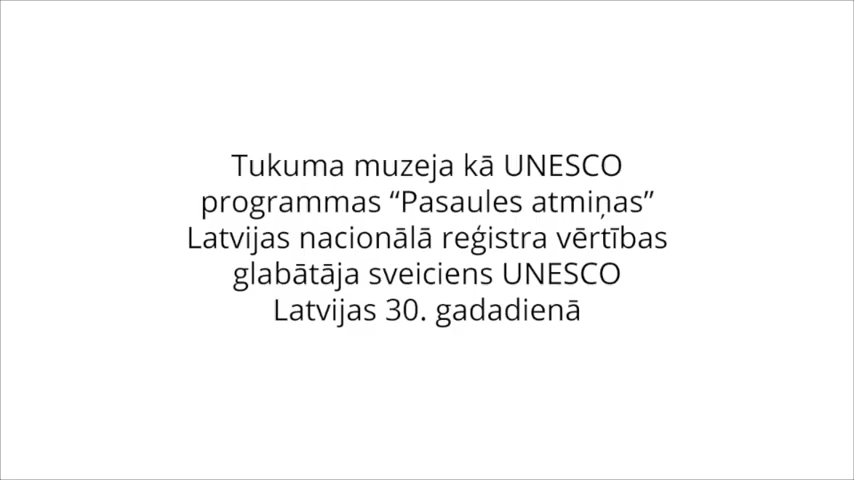 Tukuma muzeja kā UNESCO
programmas “Pasaules atmiņas”
Latvijas nacionālā reģistra vērtības
glabātāja sveiciens UNESCO
Latvijas 30. gadadienā